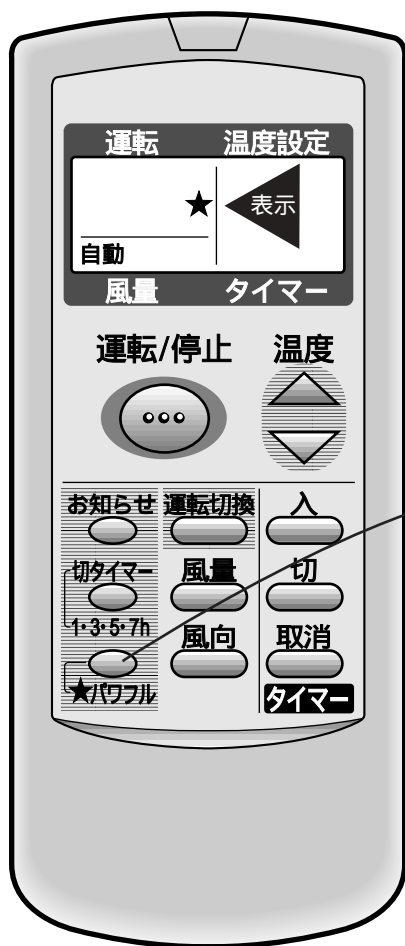 運転 温度設定
★ 表示
自動
風量 タイマー
運転/停止 温度
お知らせ 運転切換 入
切タイマー 風量 切
1・3・5・7h 風向 取消
★パワフル タイマー